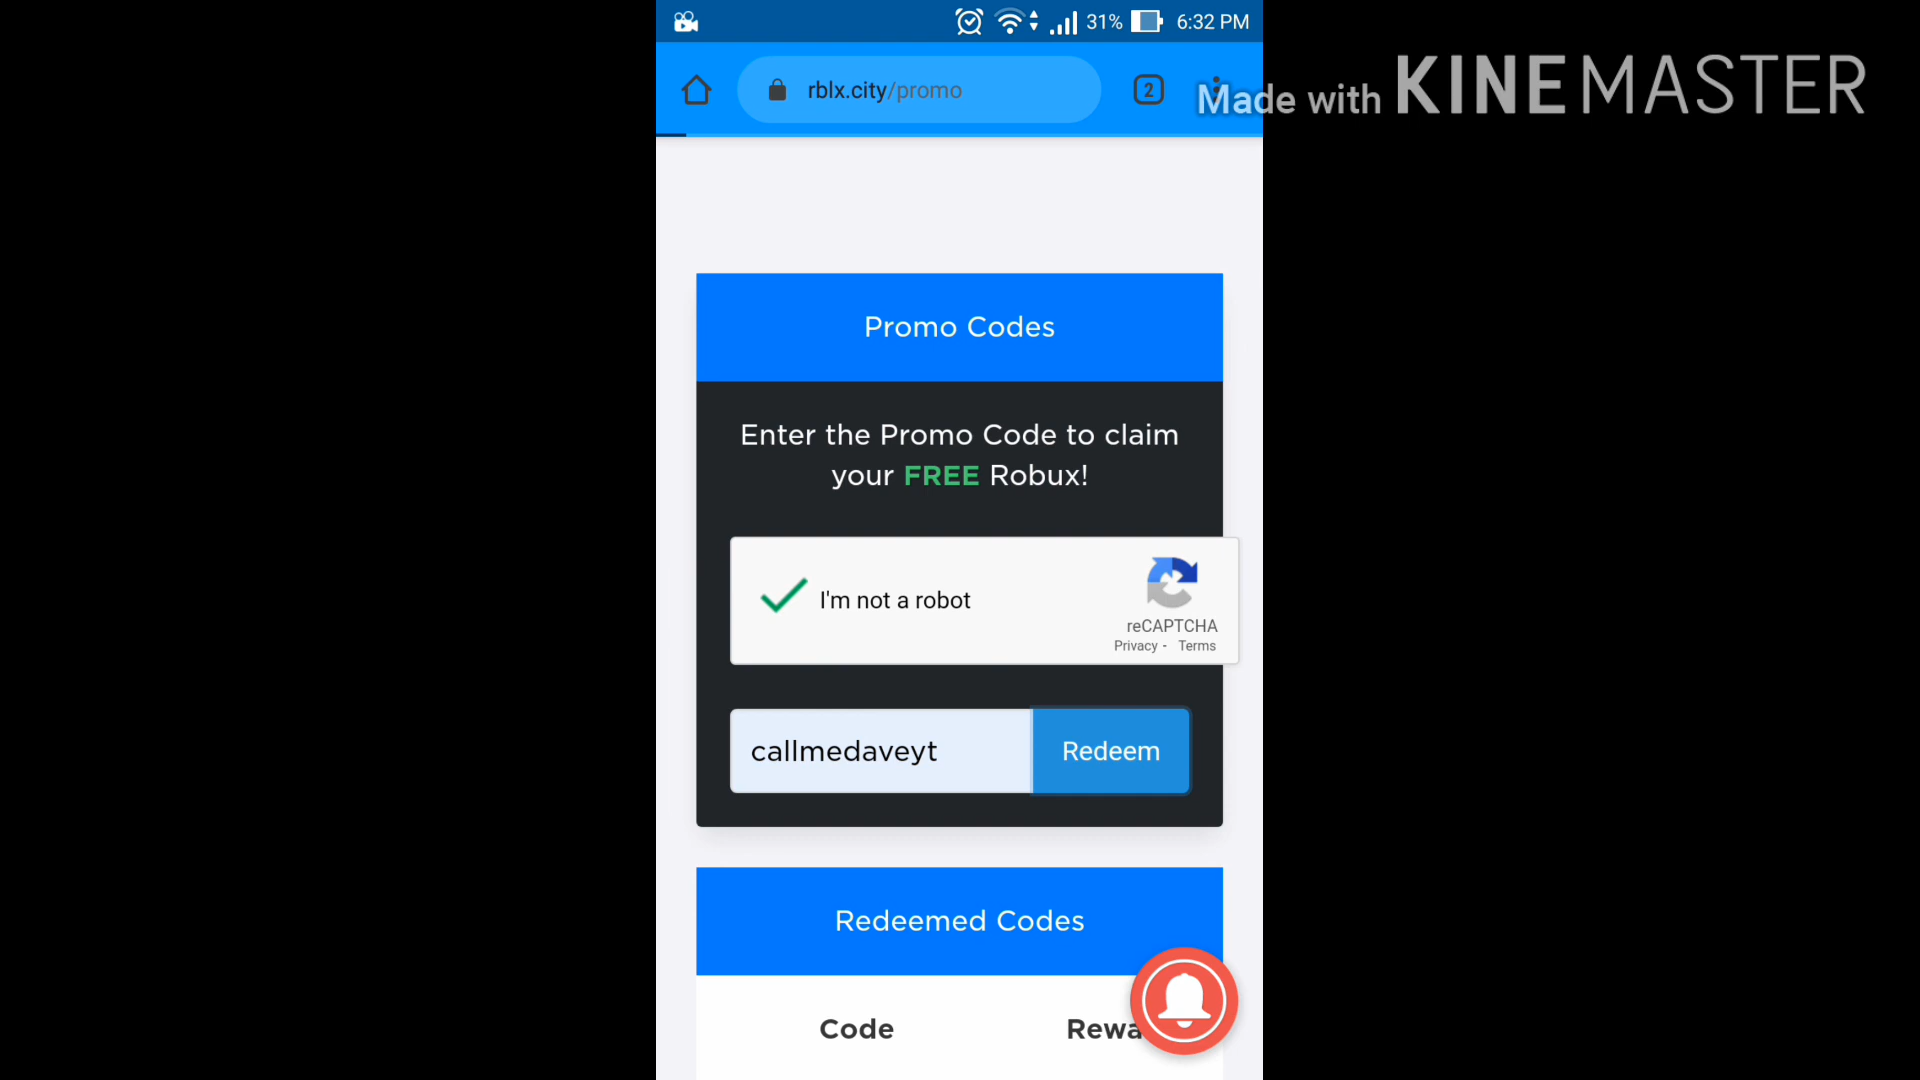 31% 6:32 PM
rblx.city/promo
2
Made with KINEMASTER
Promo Codes
Enter the Promo Code to claim
your FREE Robux!
I'm not a robot
reCAPTCHA
Privacy - Terms
callmedaveyt
Redeem
Redeemed Codes
Code Rewa